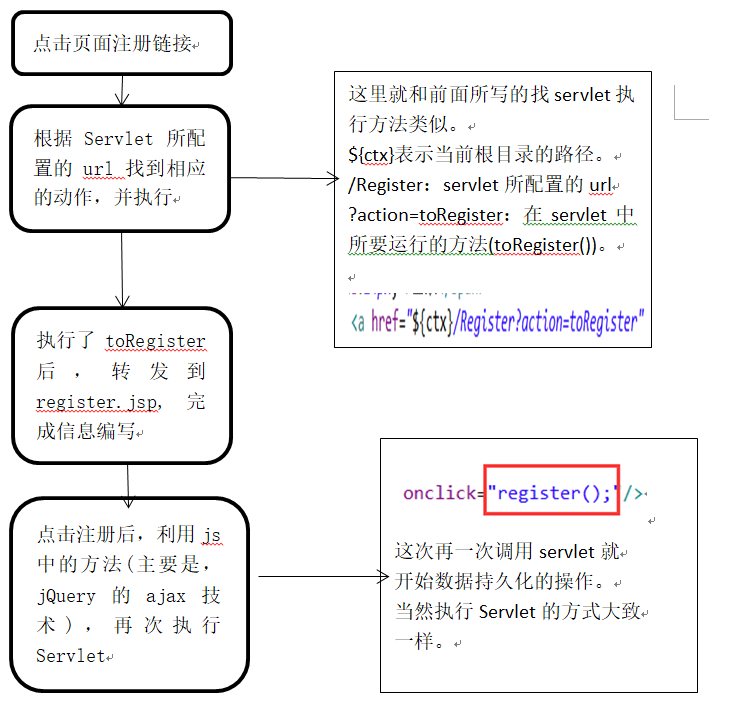 点击页面注册链接
根据 Servlet 所配
置的 url 找到相应
的动作，并执行
这里就和前面所写的找 servlet 执
行方法类似。
${ctx}表示当前根目录的路径。
/Register：servlet 所配置的 url
?action=toRegister：在 servlet 中
所要运行的方法(toRegister())。
<a href="${ctx}/Register?action=toRegister"
执行了 toRegister
后，转发到
register.jsp，完
成信息编写
点击注册后，利用 js
中的方法(主要是，
jQuery 的 ajax 技
术)，再次执行
Servlet
onclick="register();"/>
这次再一次调用 servlet 就
开始数据持久化的操作。
当然执行 Servlet 的方式大致
一样。